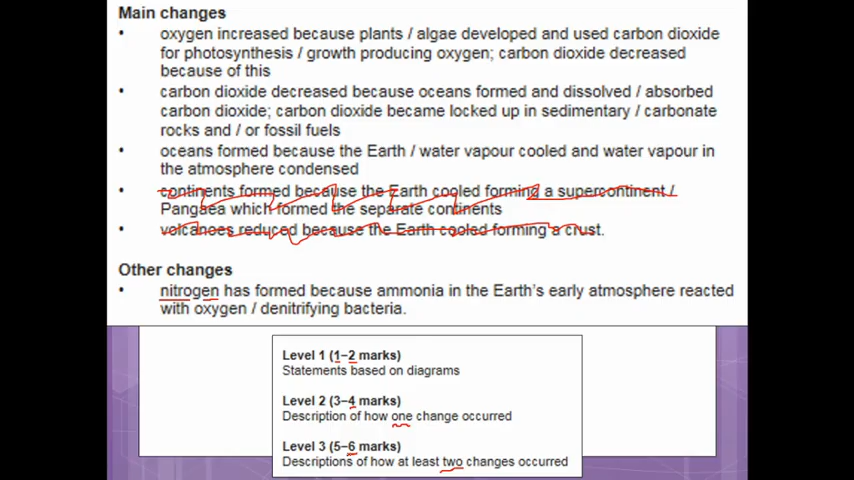 Main changes
• oxygen increased because plants / algae developed and used carbon dioxide
for photosynthesis / growth producing oxygen; carbon dioxide decreased
because of this
• carbon dioxide decreased because oceans formed and dissolved / absorbed
carbon dioxide; carbon dioxide became locked up in sedimentary / carbonate
rocks and / or fossil fuels
• oceans formed because the Earth / water vapour cooled and water vapour in
the atmosphere condensed
• continents formed because the Earth cooled forming a supercontinent /
Pangaea which formed the separate continents
• volcanoes reduced because the Earth cooled forming a crust.
Other changes
• nitrogen has formed because ammonia in the Earth's early atmosphere reacted
with oxygen / denitrifying bacteria.
Level 1 (1–2 marks)
Statements based on diagrams
Level 2 (3–4 marks)
Description of how one change occurred
Level 3 (5–6 marks)
Descriptions of how at least two changes occurred